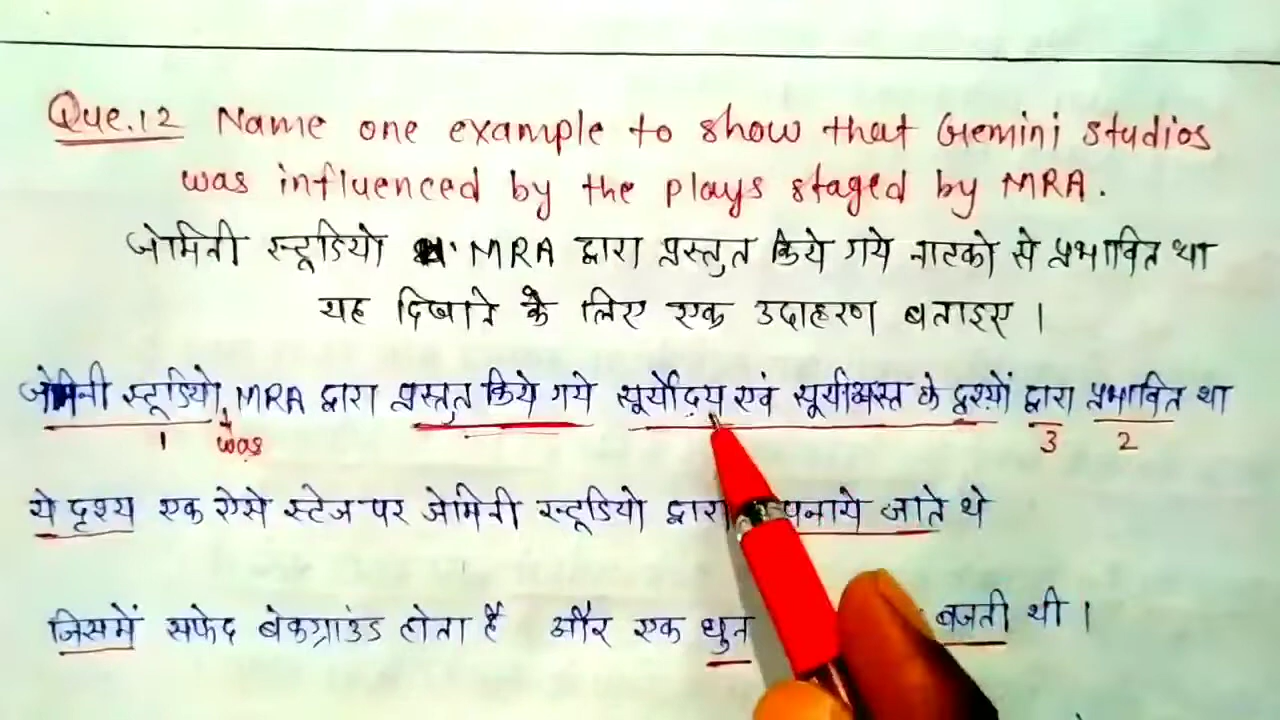 Que.12 Name one example to show that Gemini Studios
was influenced by the plays staged by MRA.
जेमिनी स्टूडियो MRA द्वारा प्रस्तुत किये गये नाटको से प्रभावित था
यह दिखाने के लिए एक उदाहरण बताइए ।
जेमिनी स्टूडियो, MRA द्वारा प्रस्तुत किये गये सूर्योदय एवं सूर्यअस्त के दृश्यों द्वारा प्रभावित था
1 was 3 2
ये दृश्य एक ऐसे स्टेज पर जेमिनी स्टूडियो द्वारा अपनाये जाते थे
जिसमें सफेद बेकग्राउंड होता है और एक धुन बजती थी ।